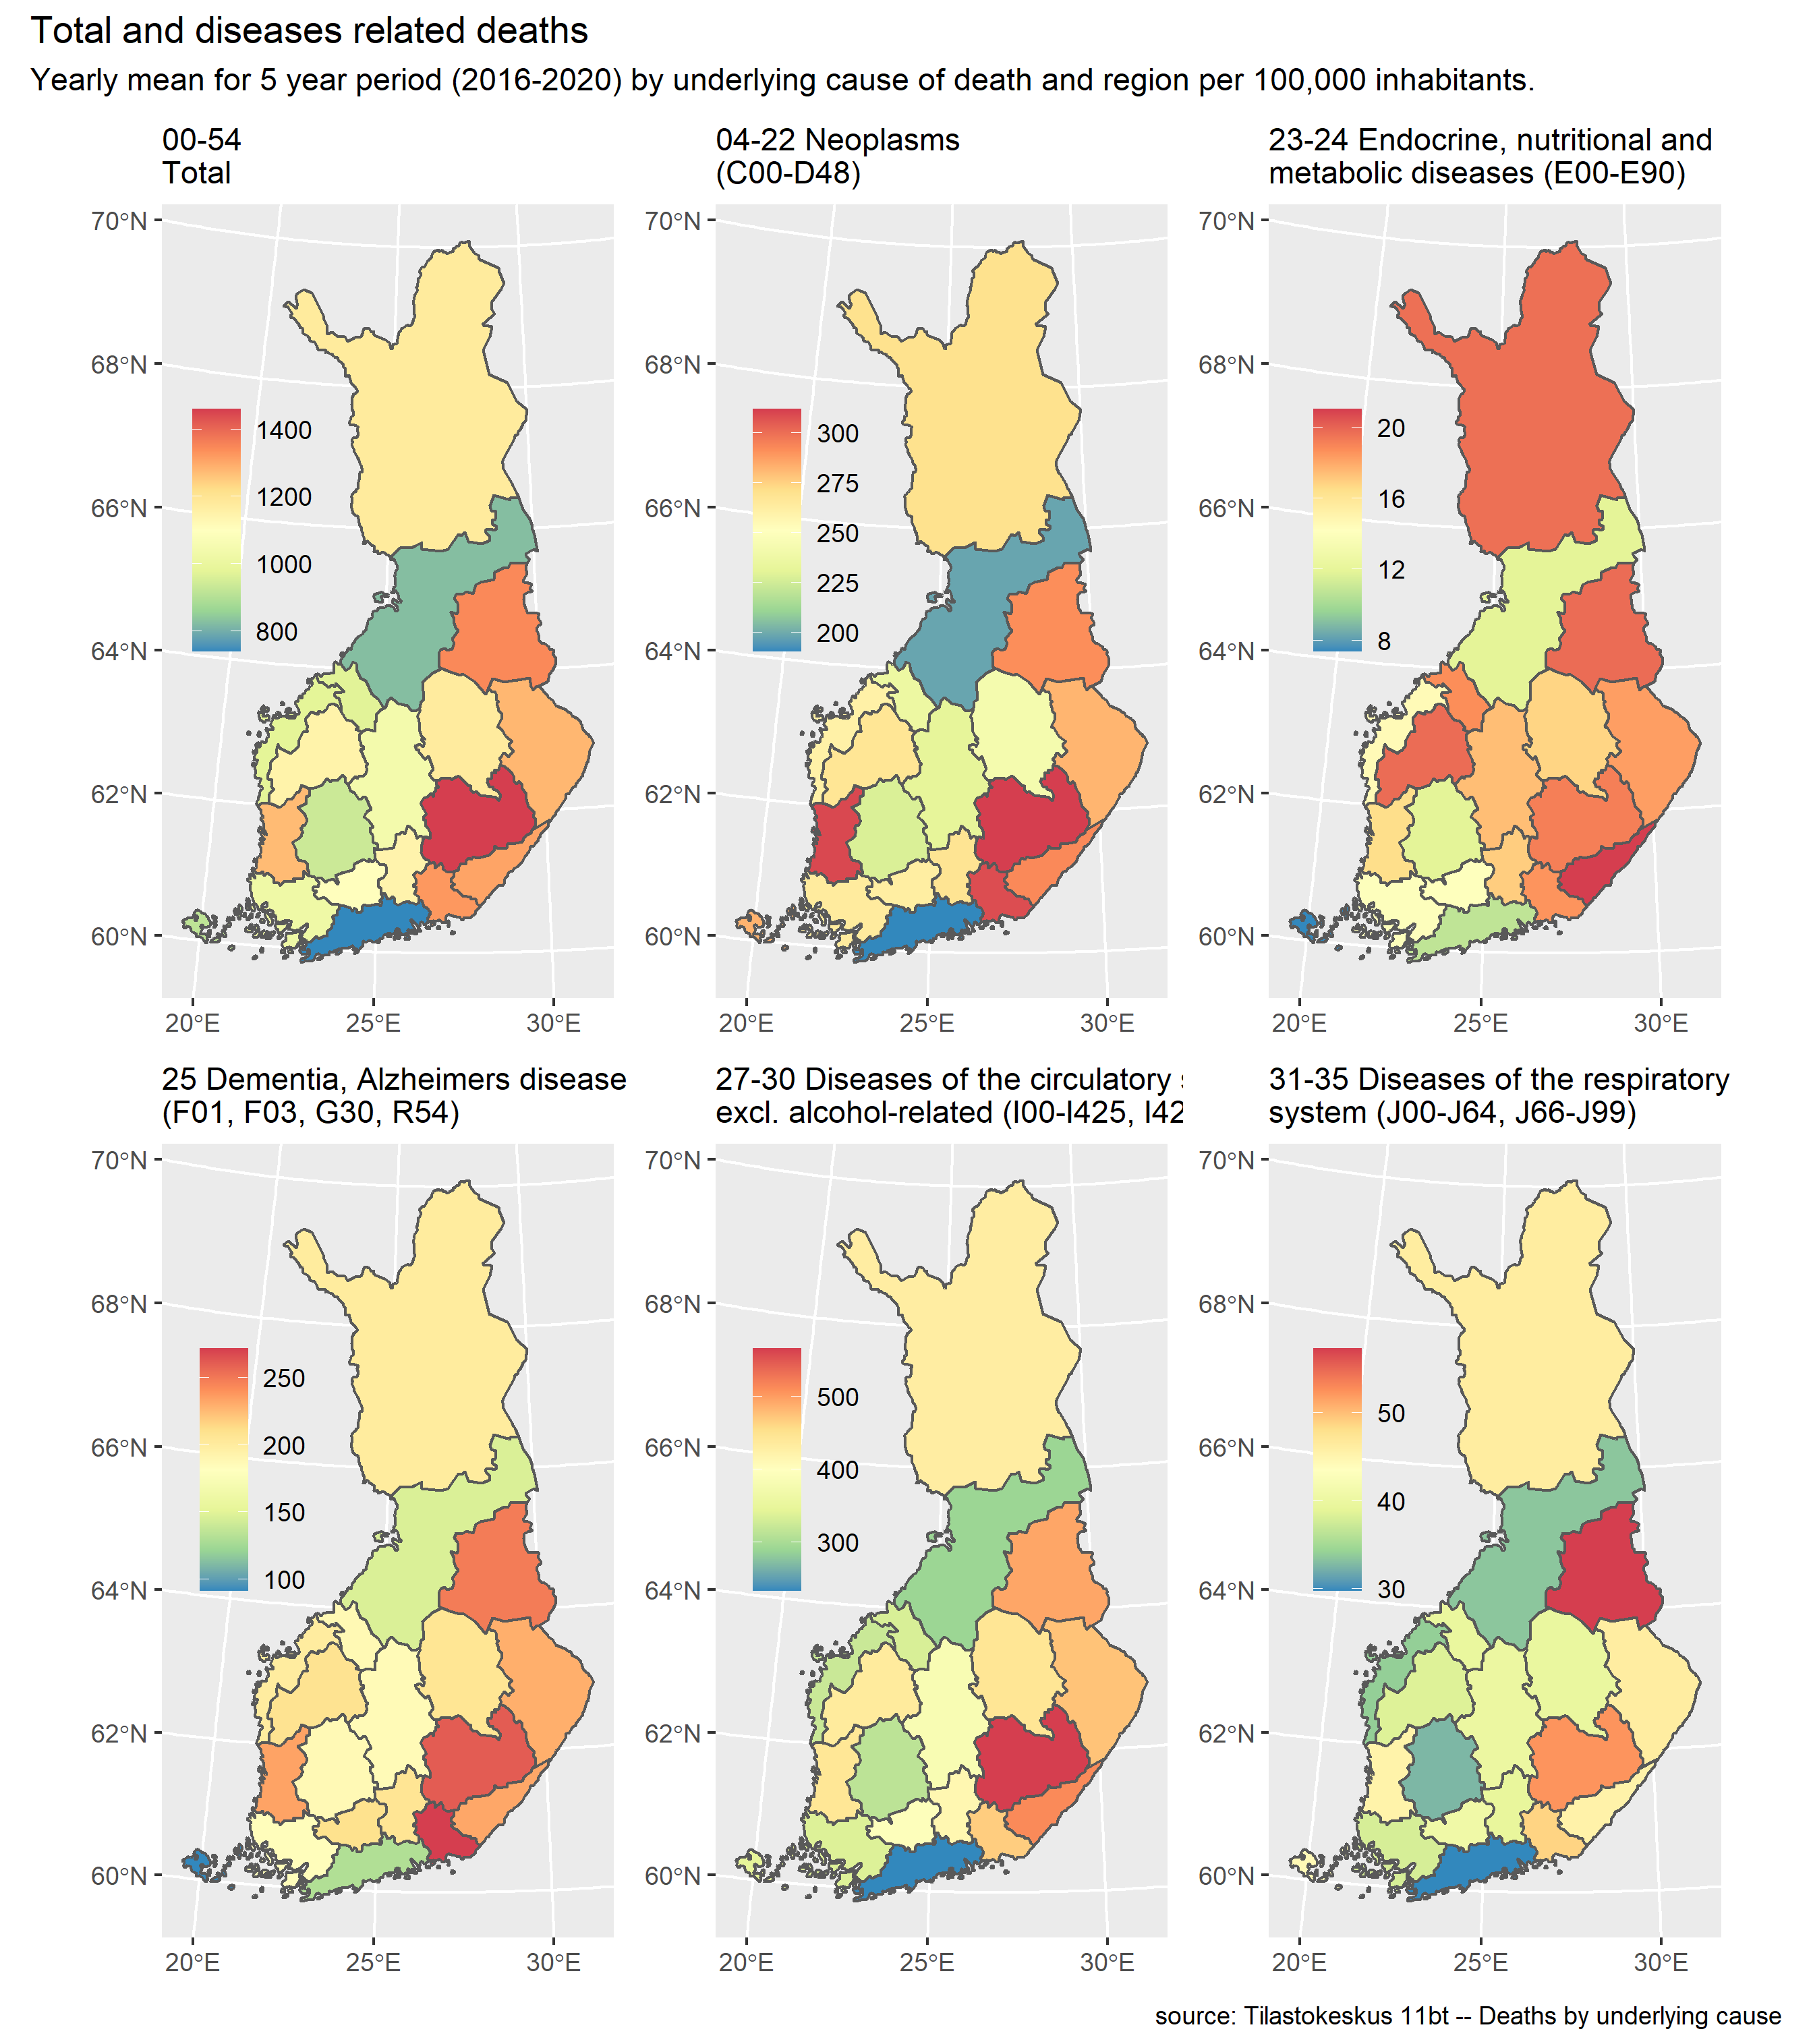 Total and diseases related deaths
Yearly mean for 5 year period (2016-2020) by underlying cause of death and region per 100,000 inhabitants.
00-54
Total
70°N
68°N
66°N
64°N
62°N
60°N
1400
1200
1000
800
20°E 25°E 30°E
04-22 Neoplasms
(C00-D48)
70°N
68°N
66°N
64°N
62°N
60°N
300
275
250
225
200
20°E 25°E 30°E
23-24 Endocrine, nutritional and
metabolic diseases (E00-E90)
70°N
68°N
66°N
64°N
62°N
60°N
20
16
12
8
20°E 25°E 30°E
25 Dementia, Alzheimers disease
(F01, F03, G30, R54)
70°N
68°N
66°N
64°N
62°N
60°N
250
200
150
100
20°E 25°E 30°E
27-30 Diseases of the circulatory
excl. alcohol-related (I00-I425, I42
70°N
68°N
66°N
64°N
62°N
60°N
500
400
300
20°E 25°E 30°E
31-35 Diseases of the respiratory
system (J00-J64, J66-J99)
70°N
68°N
66°N
64°N
62°N
60°N
50
40
30
20°E 25°E 30°E
source: Tilastokeskus 11bt -- Deaths by underlying cause